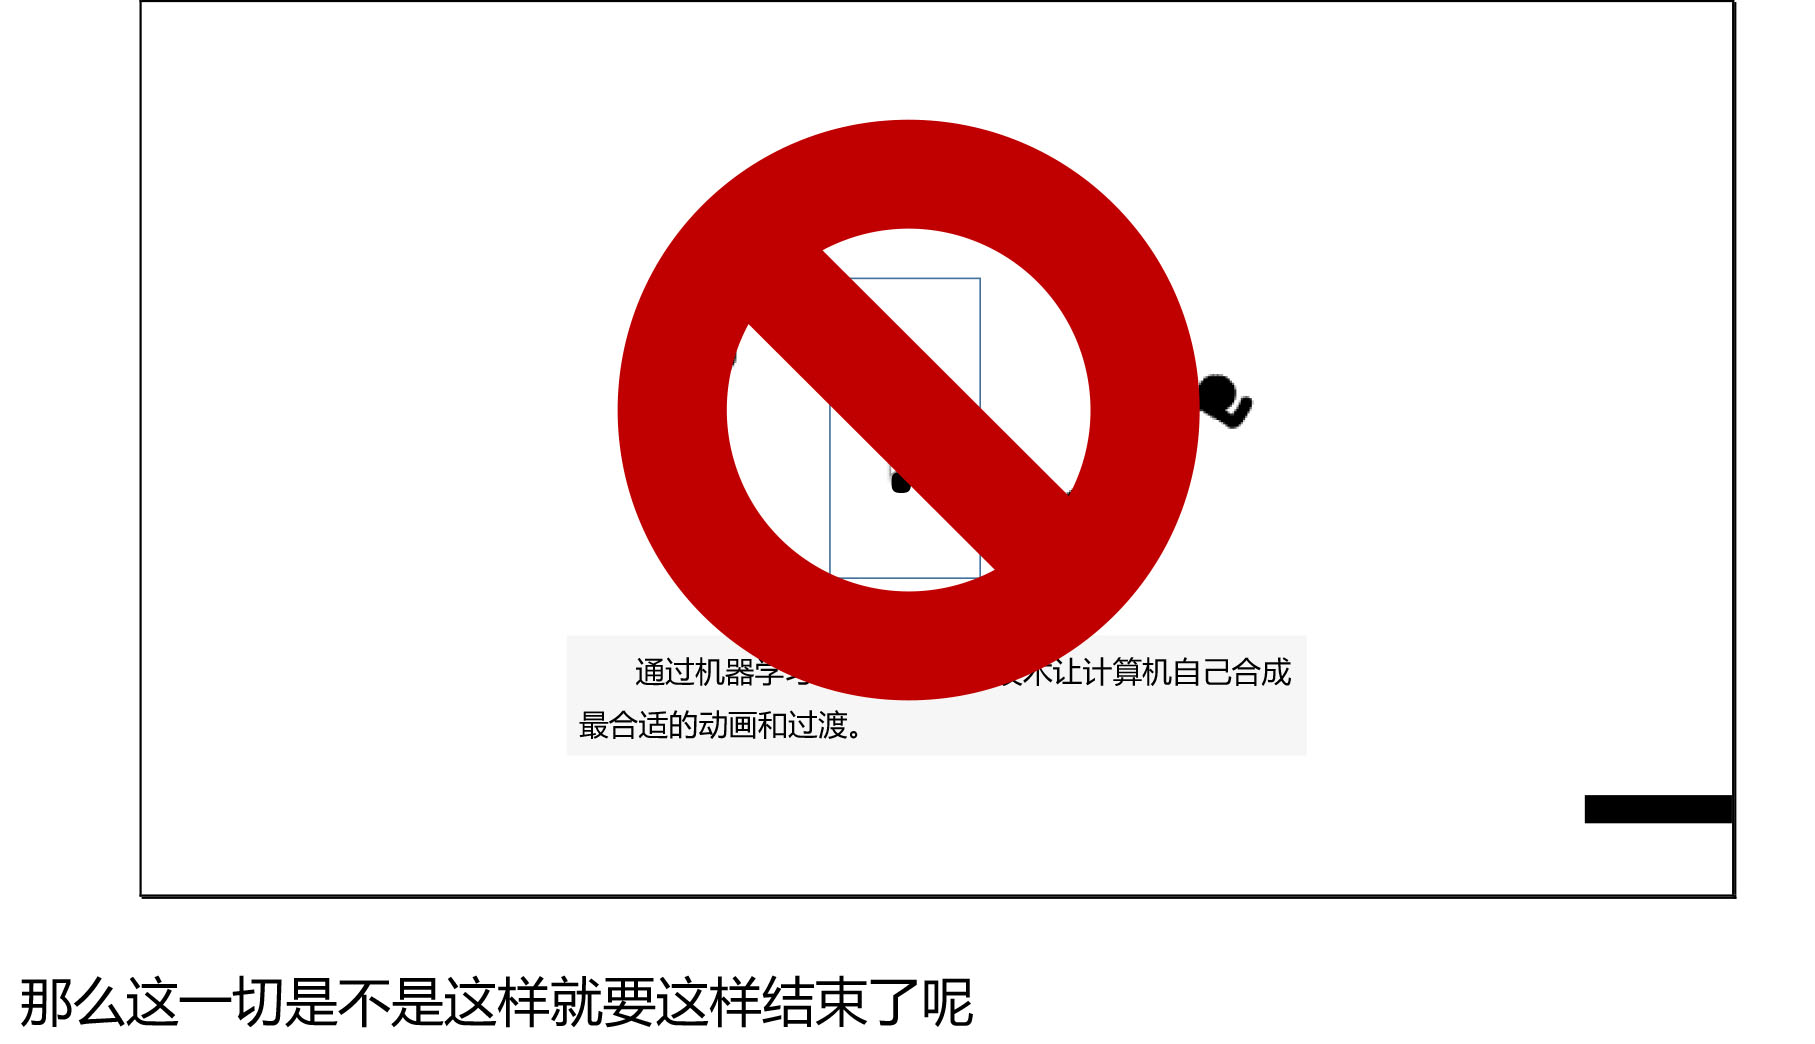 通过机器学习术让计算机自己合成
最合适的动画和过渡。
那么这一切是不是这样就要这样结束了呢